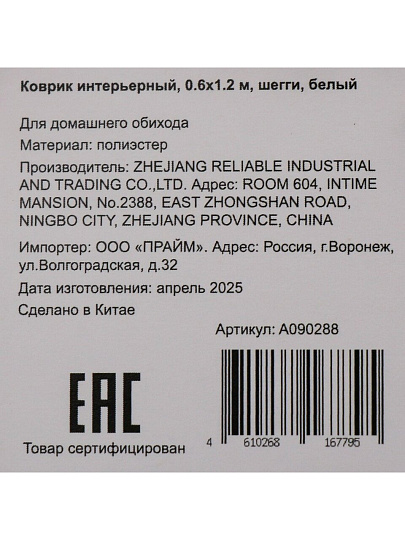 Коврик интерьерный, 0.6х1.2 м, шегги, белый
Для домашнего обихода
Материал: полиэстер
Производитель: ZHEJIANG RELIABLE INDUSTRIAL
AND TRADING CO.,LTD. Адрес: ROOM 604, INTIME
MANSION, No.2388, EAST ZHONGSHAN ROAD,
NINGBO CITY, ZHEJIANG PROVINCE, CHINA
Импортер: ООО «ПРАЙМ». Адрес: Россия, г.Воронеж,
ул.Волгоградская, д.32
Дата изготовления: апрель 2025
Сделано в Китае
Артикул: A090288
EAC
Товар сертифицирован
4 610268 167795